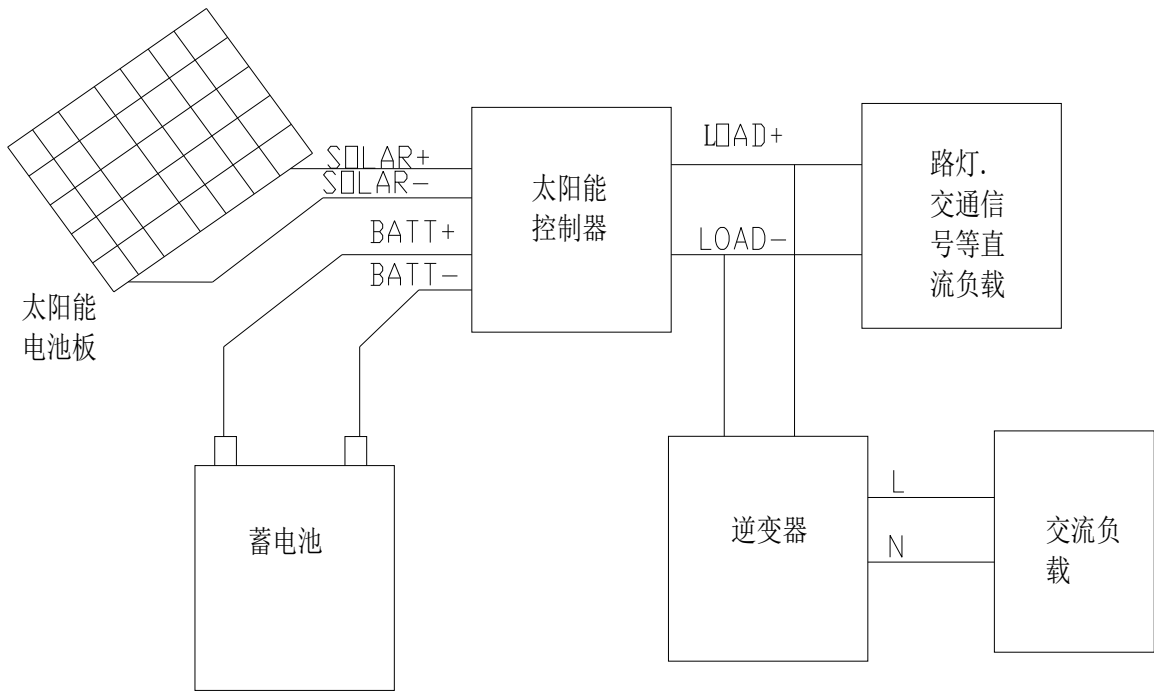 SOLAR+
SOLAR-
BATT+
BATT-
太阳能
电池板
太阳能
控制器
LOAD+
LOAD-
路灯.
交通信
号等直
流负载
蓄电池
逆变器
L
N
交流负
载